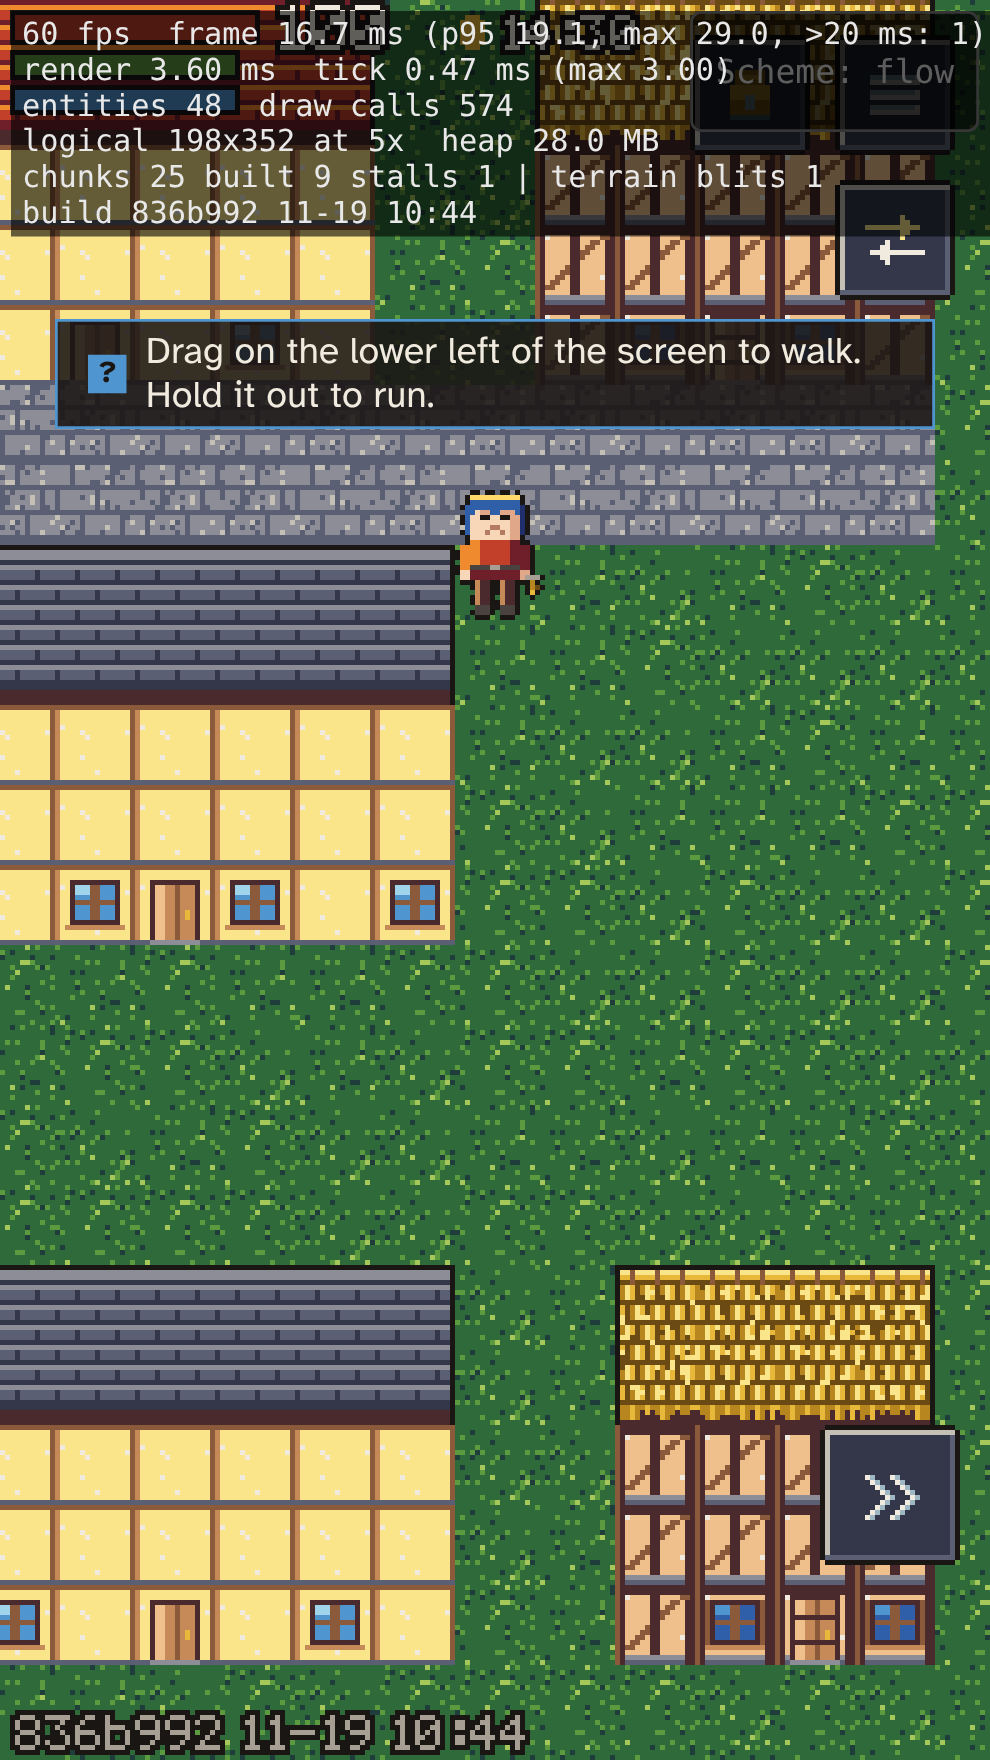 60 fps  frame 16.7 ms (p95 19.1, max 29.0, >20 ms: 1)
render 3.60 ms  tick 0.47 ms (max 3.00)
Scheme: flow
entities 48  draw calls 574
logical 198x352 at 5x  heap 28.0 MB
chunks 25 built 9 stalls 1 | terrain blits 1
build 836b992 11-19 10:44
?
Drag on the lower left of the screen to walk.
Hold it out to run.
836b992 11-19 10:44